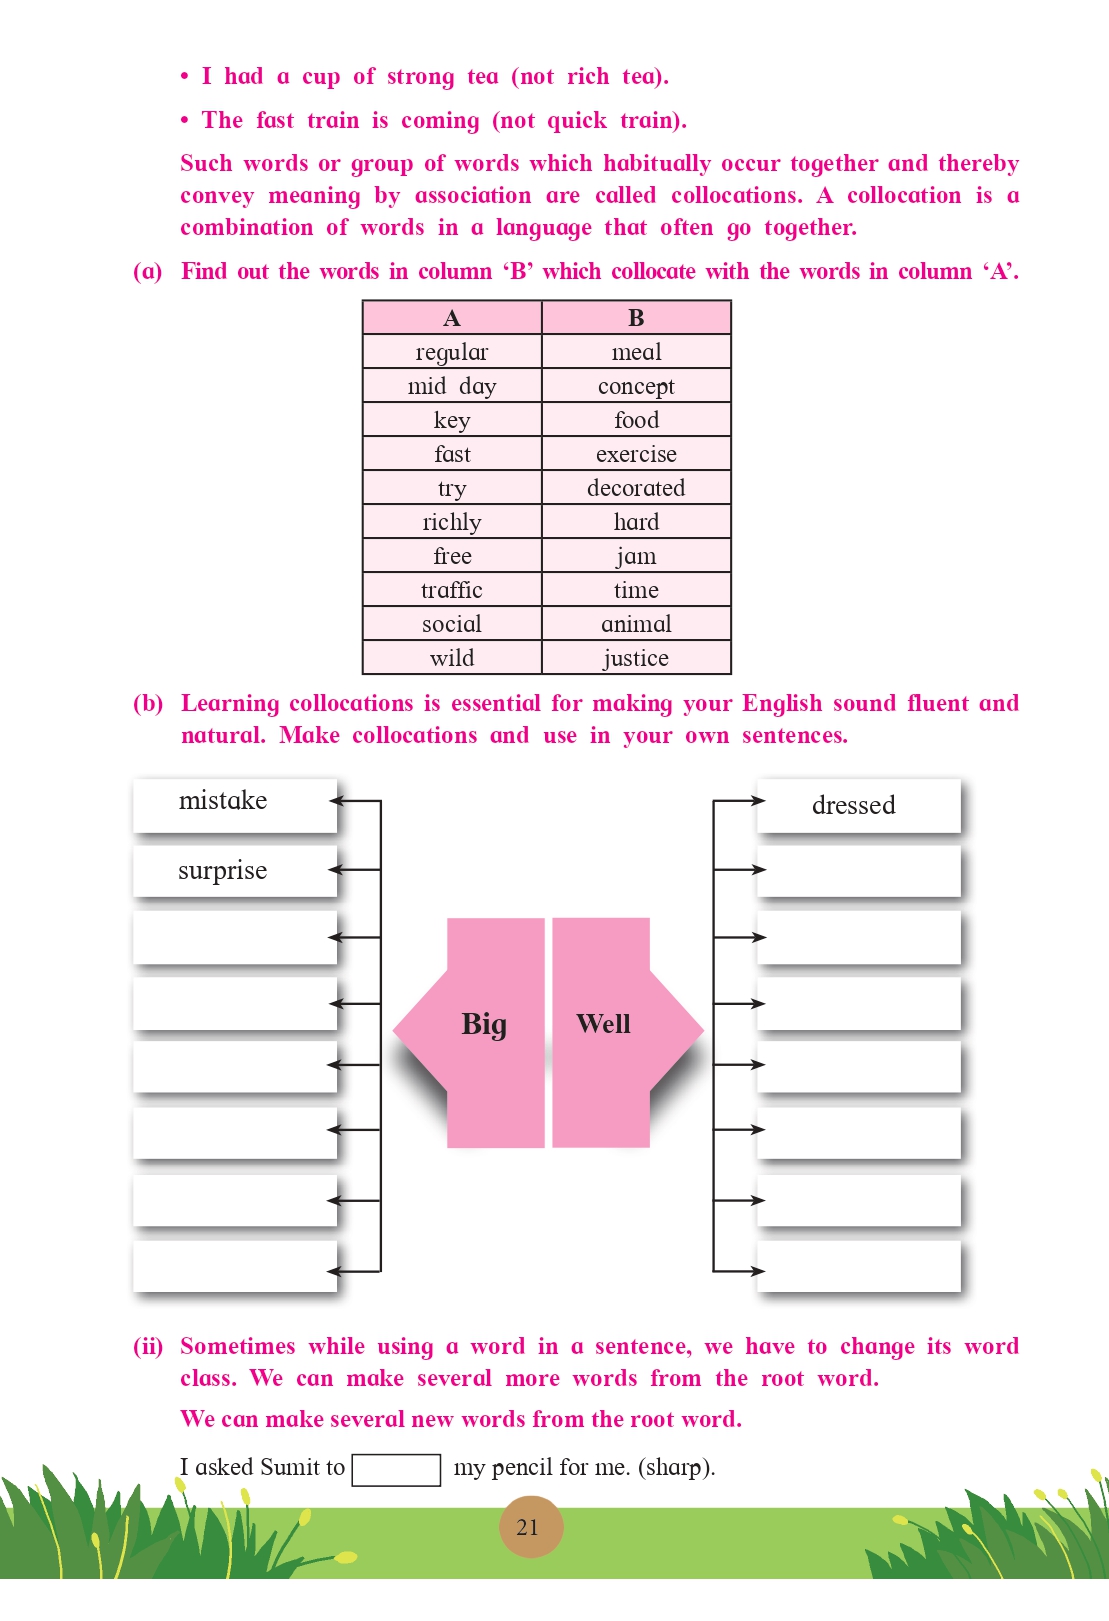 • I had a cup of strong tea (not rich tea).
• The fast train is coming (not quick train).
Such words or group of words which habitually occur together and thereby
convey meaning by association are called collocations. A collocation is a
combination of words in a language that often go together.
(a) Find out the words in column ‘B’ which collocate with the words in column ‘A’.
A B
regular meal
mid day concept
key food
fast exercise
try decorated
richly hard
free jam
traffic time
social animal
wild justice
(b) Learning collocations is essential for making your English sound fluent and
natural. Make collocations and use in your own sentences.
mistake dressed
surprise
Big Well
(ii) Sometimes while using a word in a sentence, we have to change its word
class. We can make several more words from the root word.
We can make several new words from the root word.
I asked Sumit to my pencil for me. (sharp).
21